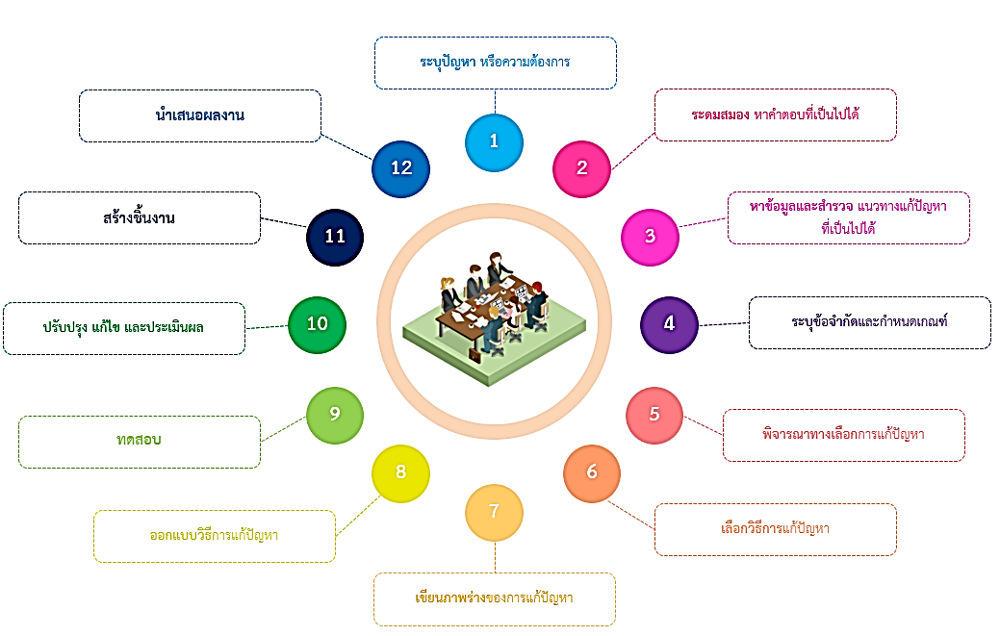 1
ระบุปัญหา หรือความต้องการ
2
ระดมสมอง หาคำตอบที่เป็นไปได้
3
หาข้อมูลและสำรวจ แนวทางแก้ปัญหา
ที่เป็นไปได้
4
ระบุข้อจำกัดและกำหนดเกณฑ์
5
พิจารณาทางเลือกการแก้ปัญหา
6
เลือกวิธีการแก้ปัญหา
7
เขียนภาพร่างของการแก้ปัญหา
8
ออกแบบวิธีการแก้ปัญหา
9
ทดสอบ
10
ปรับปรุง แก้ไข และประเมินผล
11
สร้างชิ้นงาน
12
นำเสนอผลงาน